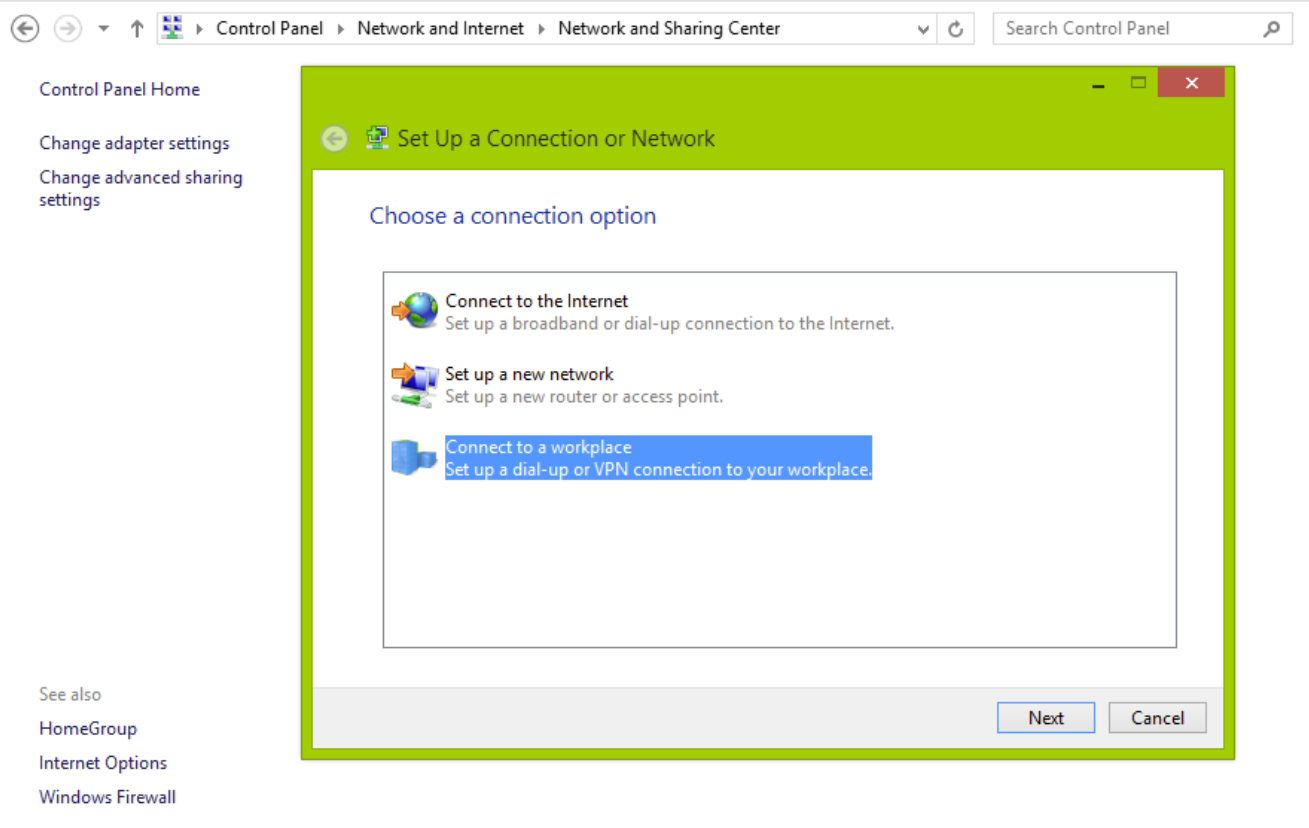 Control Panel Network and Internet Network and Sharing Center Search Control Panel
Control Panel Home
Change adapter settings
Change advanced sharing
settings
Set Up a Connection or Network
Choose a connection option
Connect to the Internet
Set up a broadband or dial-up connection to the Internet.
Set up a new network
Set up a new router or access point.
Connect to a workplace
Set up a dial-up or VPN connection to your workplace.
Next Cancel
See also
HomeGroup
Internet Options
Windows Firewall